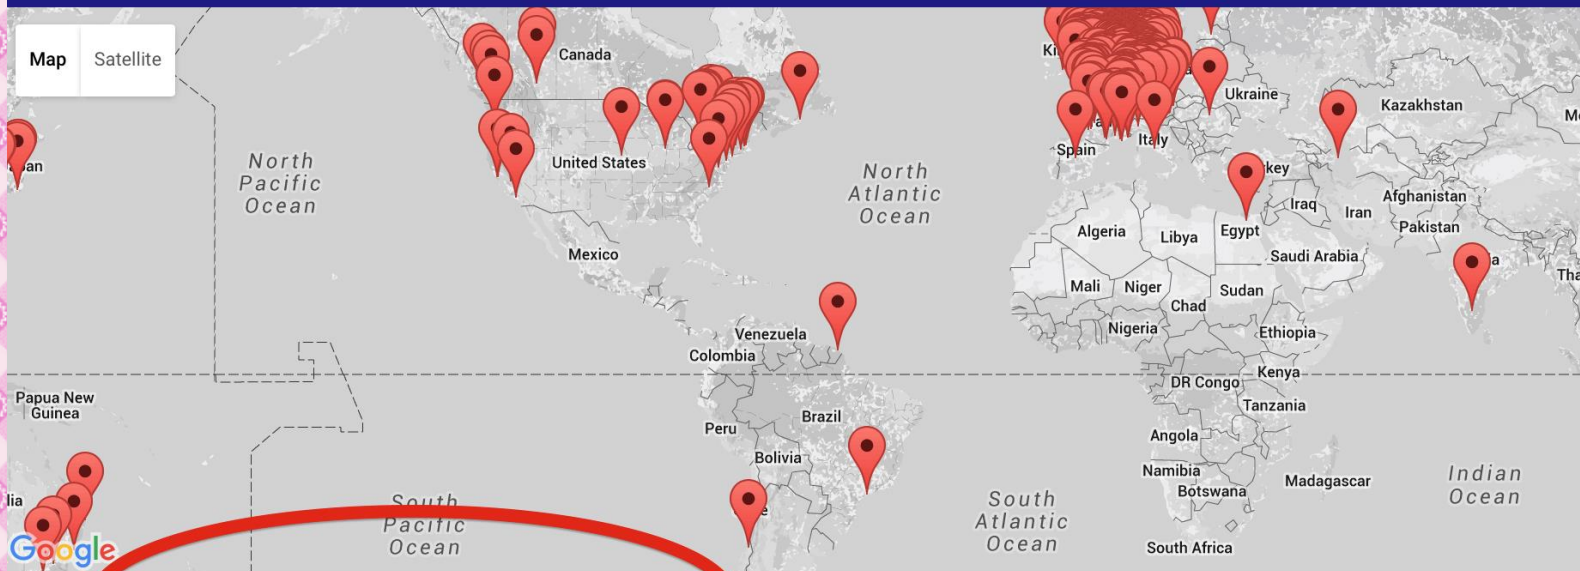 Map
Satellite
Canada
Ukraine
Kazakhstan
Spain
Italy
United States
North
Pacific
Ocean
North
Atlantic
Ocean
Iraq
Iran
Afghanistan
Pakistan
Algeria
Libya
Egypt
Saudi Arabia
Mexico
Mali
Niger
Chad
Sudan
Nigeria
Ethiopia
Venezuela
Colombia
DR Congo
Kenya
Tanzania
Papua New
Guinea
Peru
Brazil
Bolivia
Angola
Namibia
Botswana
Madagascar
Indian
Ocean
South
Pacific
Ocean
South
Atlantic
Ocean
South Africa
Google